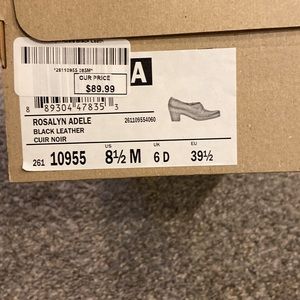 *26110955 085M*
OUR PRICE
$89.99
A
8 89304 47835 3
ROSALYN ADELE
261109554060
BLACK LEATHER
CUIR NOIR
US UK EU
261 10955 8½ M 6 D 39½